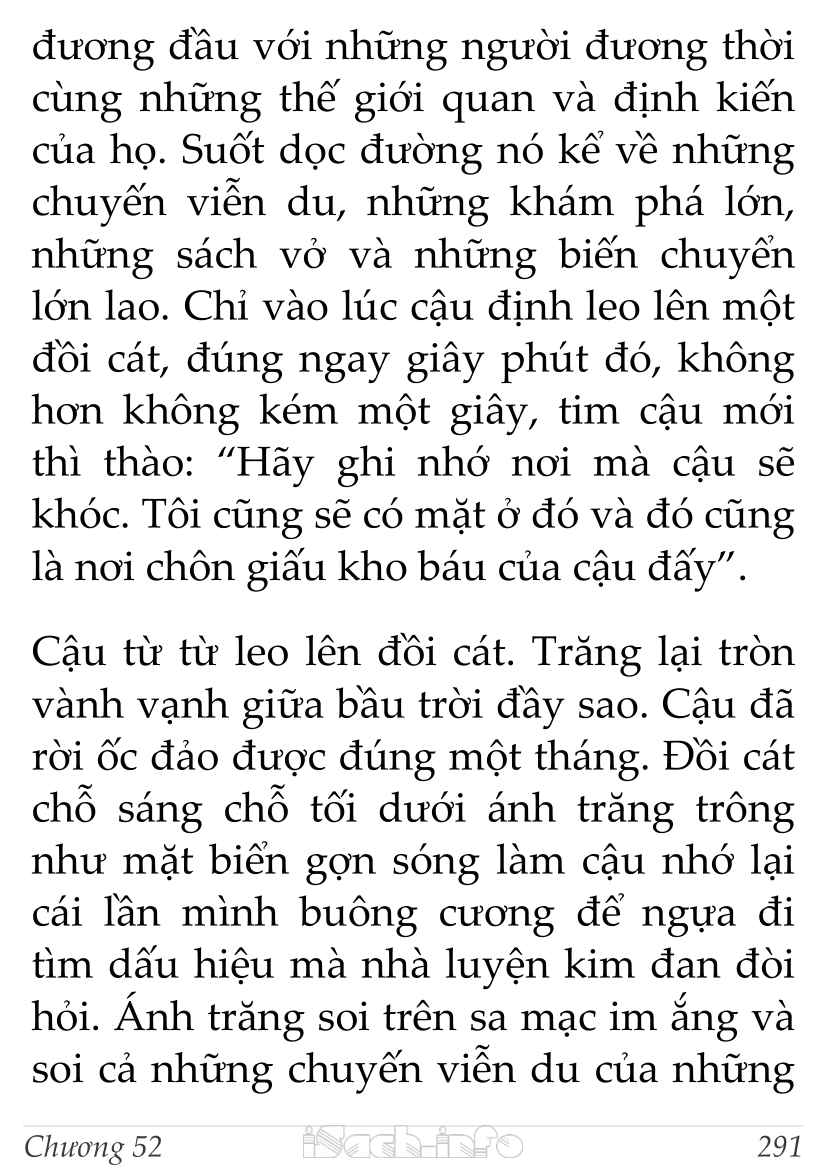 đương đầu với những người đương thời
cùng những thế giới quan và định kiến
của họ. Suốt dọc đường nó kể về những
chuyến viễn du, những khám phá lớn,
những sách vở và những biến chuyển
lớn lao. Chỉ vào lúc cậu định leo lên một
đồi cát, đúng ngay giây phút đó, không
hơn không kém một giây, tim cậu mới
thì thào: “Hãy ghi nhớ nơi mà cậu sẽ
khóc. Tôi cũng sẽ có mặt ở đó và đó cũng
là nơi chôn giấu kho báu của cậu đấy”.
Cậu từ từ leo lên đồi cát. Trăng lại tròn
vành vạnh giữa bầu trời đầy sao. Cậu đã
rời ốc đảo được đúng một tháng. Đồi cát
chỗ sáng chỗ tối dưới ánh trăng trông
như mặt biển gợn sóng làm cậu nhớ lại
cái lần mình buông cương để ngựa đi
tìm dấu hiệu mà nhà luyện kim đan đòi
hỏi. Ánh trăng soi trên sa mạc im ắng và
soi cả những chuyến viễn du của những
Chương 52 iSach.info 291